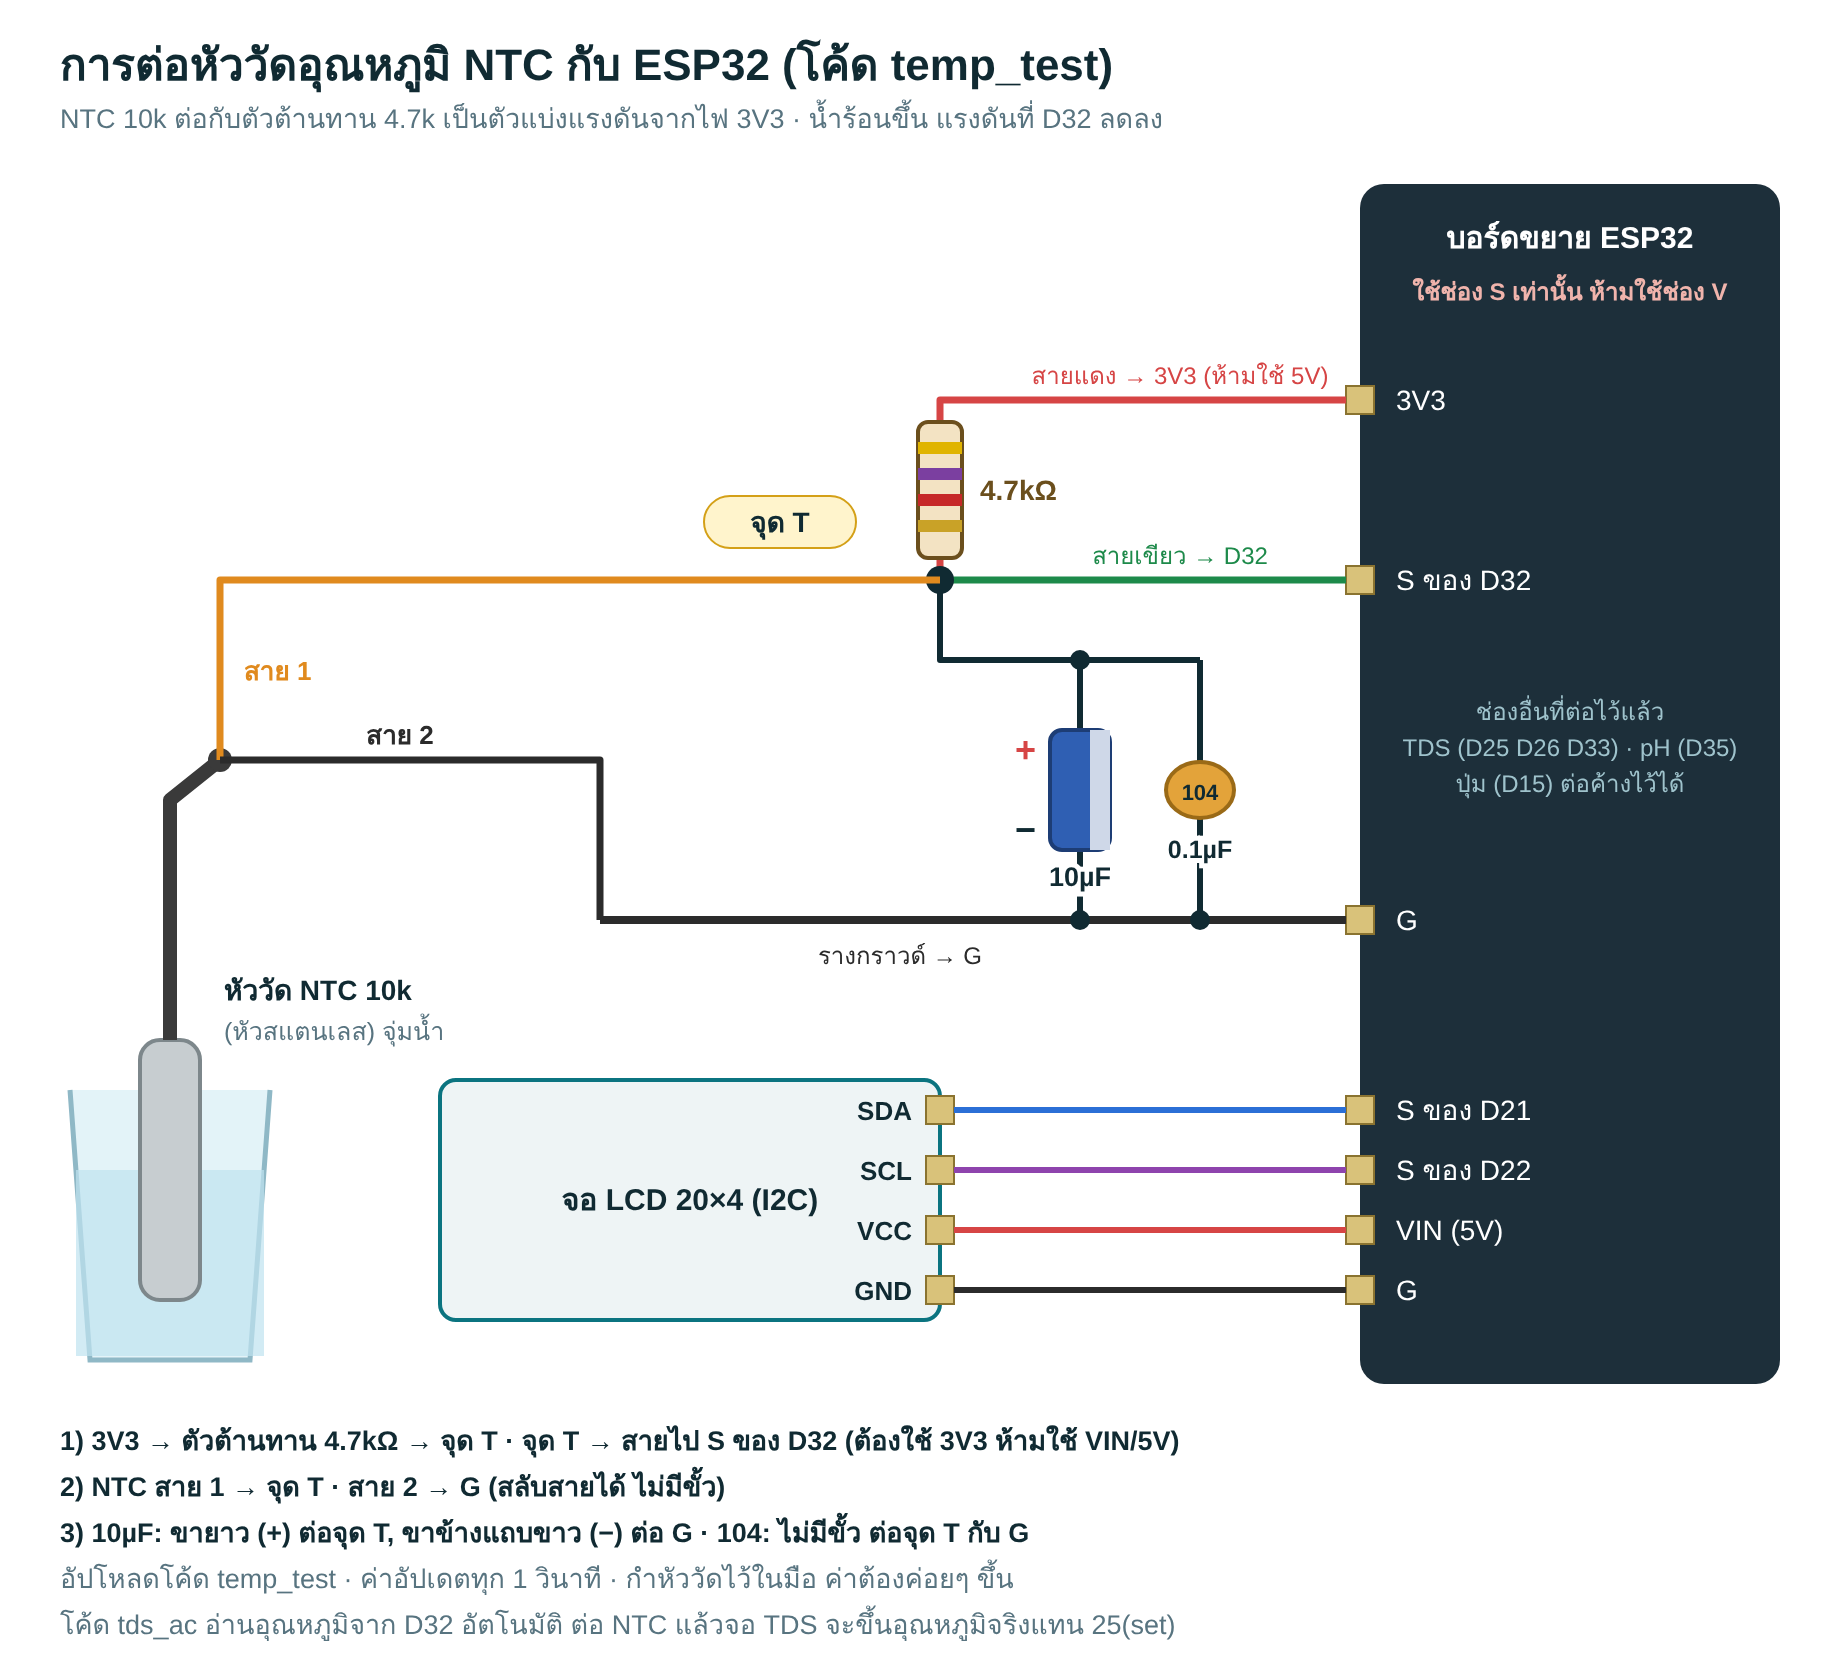 การต่อหัววัดอุณหภูมิ NTC กับ ESP32 (โค้ด temp_test)
NTC 10k ต่อกับตัวต้านทาน 4.7k เป็นตัวแบ่งแรงดันจากไฟ 3V3 · น้ำร้อนขึ้น แรงดันที่ D32 ลดลง
บอร์ดขยาย ESP32
ใช้ช่อง S เท่านั้น ห้ามใช้ช่อง V
สายแดง → 3V3 (ห้ามใช้ 5V)
3V3
4.7kΩ
จุด T
สายเขียว → D32
S ของ D32
สาย 1
สาย 2
ช่องอื่นที่ต่อไว้แล้ว
TDS (D25 D26 D33) · pH (D35)
ปุ่ม (D15) ต่อค้างไว้ได้
+
−
104
0.1µF
10µF
G
รางกราวด์ → G
หัววัด NTC 10k
(หัวสแตนเลส) จุ่มน้ำ
จอ LCD 20×4 (I2C)
SDA
S ของ D21
SCL
S ของ D22
VCC
VIN (5V)
GND
G
1) 3V3 → ตัวต้านทาน 4.7kΩ → จุด T · จุด T → สายไป S ของ D32 (ต้องใช้ 3V3 ห้ามใช้ VIN/5V)
2) NTC สาย 1 → จุด T · สาย 2 → G (สลับสายได้ ไม่มีขั้ว)
3) 10µF: ขายาว (+) ต่อจุด T, ขาข้างแถบขาว (−) ต่อ G · 104: ไม่มีขั้ว ต่อจุด T กับ G
อัปโหลดโค้ด temp_test · ค่าอัปเดตทุก 1 วินาที · กำหัววัดไว้ในมือ ค่าต้องค่อยๆ ขึ้น
โค้ด tds_ac อ่านอุณหภูมิจาก D32 อัตโนมัติ ต่อ NTC แล้วจอ TDS จะขึ้นอุณหภูมิจริงแทน 25(set)